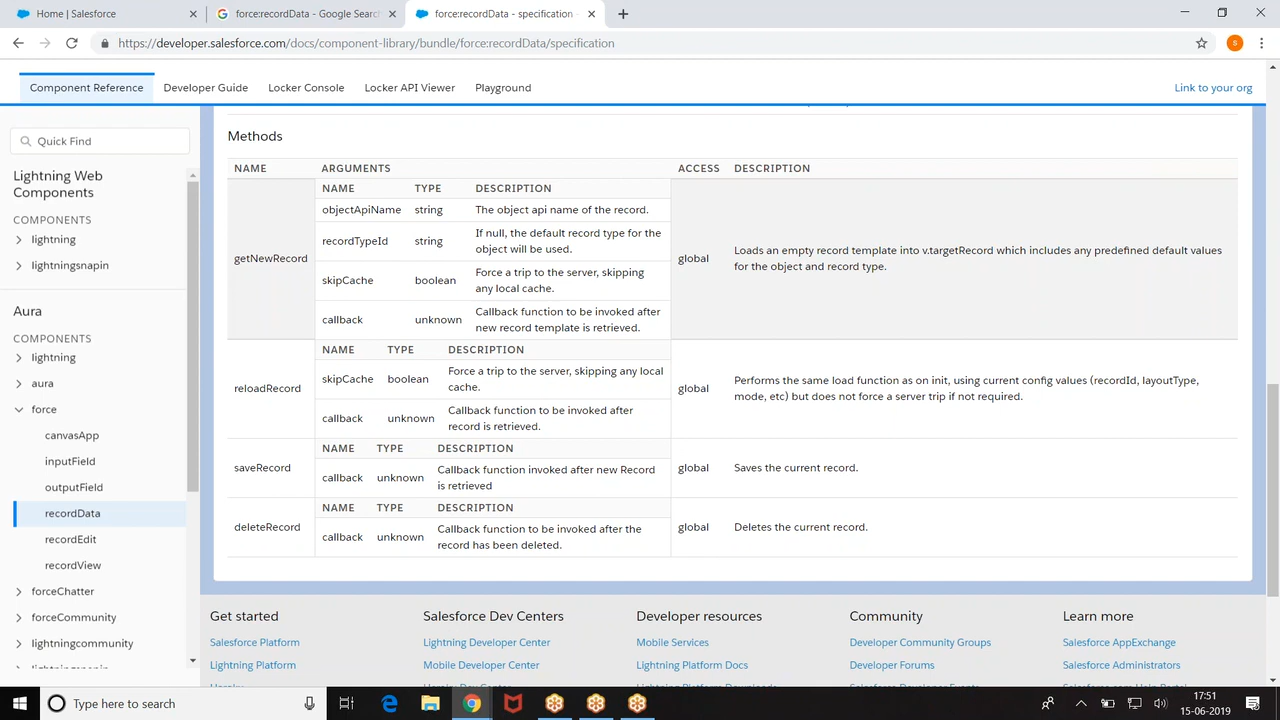 Home | Salesforce
force:recordData - Google Search
force:recordData - specification -
https://developer.salesforce.com/docs/component-library/bundle/force:recordData/specification
S
Component Reference
Developer Guide
Locker Console
Locker API Viewer
Playground
Link to your org
Quick Find
Lightning Web
Components
COMPONENTS
lightning
lightningsnapin
Aura
COMPONENTS
lightning
aura
force
canvasApp
inputField
outputField
recordData
recordEdit
recordView
forceChatter
forceCommunity
lightningcommunity
Methods
NAME ARGUMENTS ACCESS DESCRIPTION
NAME TYPE DESCRIPTION
objectApiName string The object api name of the record.
recordTypeId string If null, the default record type for the
object will be used.
getNewRecord
skipCache boolean Force a trip to the server, skipping
any local cache.
callback unknown Callback function to be invoked after
new record template is retrieved.
global
Loads an empty record template into v.targetRecord which includes any predefined default values
for the object and record type.
NAME TYPE DESCRIPTION
skipCache boolean Force a trip to the server, skipping any local
cache.
reloadRecord
callback unknown Callback function to be invoked after
record is retrieved.
global
Performs the same load function as on init, using current config values (recordId, layoutType,
mode, etc) but does not force a server trip if not required.
NAME TYPE DESCRIPTION
saveRecord
callback unknown Callback function invoked after new Record
is retrieved
global
Saves the current record.
NAME TYPE DESCRIPTION
deleteRecord
callback unknown Callback function to be invoked after the
record has been deleted.
global
Deletes the current record.
Get started
Salesforce Platform
Lightning Platform
Salesforce Dev Centers
Lightning Developer Center
Mobile Developer Center
Developer resources
Mobile Services
Lightning Platform Docs
Community
Developer Community Groups
Developer Forums
Learn more
Salesforce AppExchange
Salesforce Administrators
Type here to search
17:51
15-06-2019